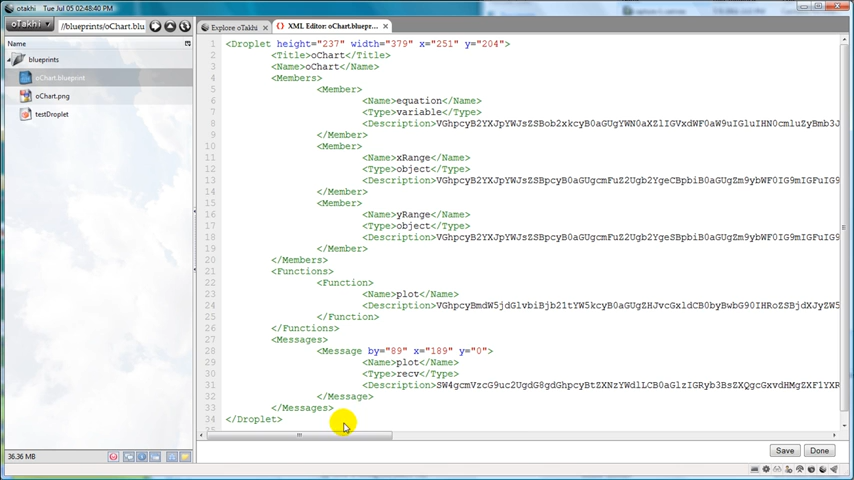 otakhi Tue Jul 05 02:48:40 PM
oTakhi
//blueprints/oChart.blu
Name
blueprints
oChart.blueprint
oChart.png
testDroplet
36.36 MB
Explore oTakhi
XML Editor: oChart.bluepr...
1 <Droplet height="237" width="379" x="251" y="204">
2 <Title>oChart</Title>
3 <Name>oChart</Name>
4 <Members>
5 <Member>
6 <Name>equation</Name>
7 <Type>variable</Type>
8 <Description>
9 </Member>
10 <Member>
11 <Name>xRange</Name>
12 <Type>object</Type>
13 <Description>
14 </Member>
15 <Member>
16 <Name>yRange</Name>
17 <Type>object</Type>
18 <Description>
19 </Member>
20 </Members>
21 <Functions>
22 <Function>
23 <Name>plot</Name>
24 <Description>
25 </Function>
26 </Functions>
27 <Messages>
28 <Message by="89" x="189" y="0">
29 <Name>plot</Name>
30 <Type>recv</Type>
31 <Description>
32 </Message>
33 </Messages>
34 </Droplet>
Save
Done